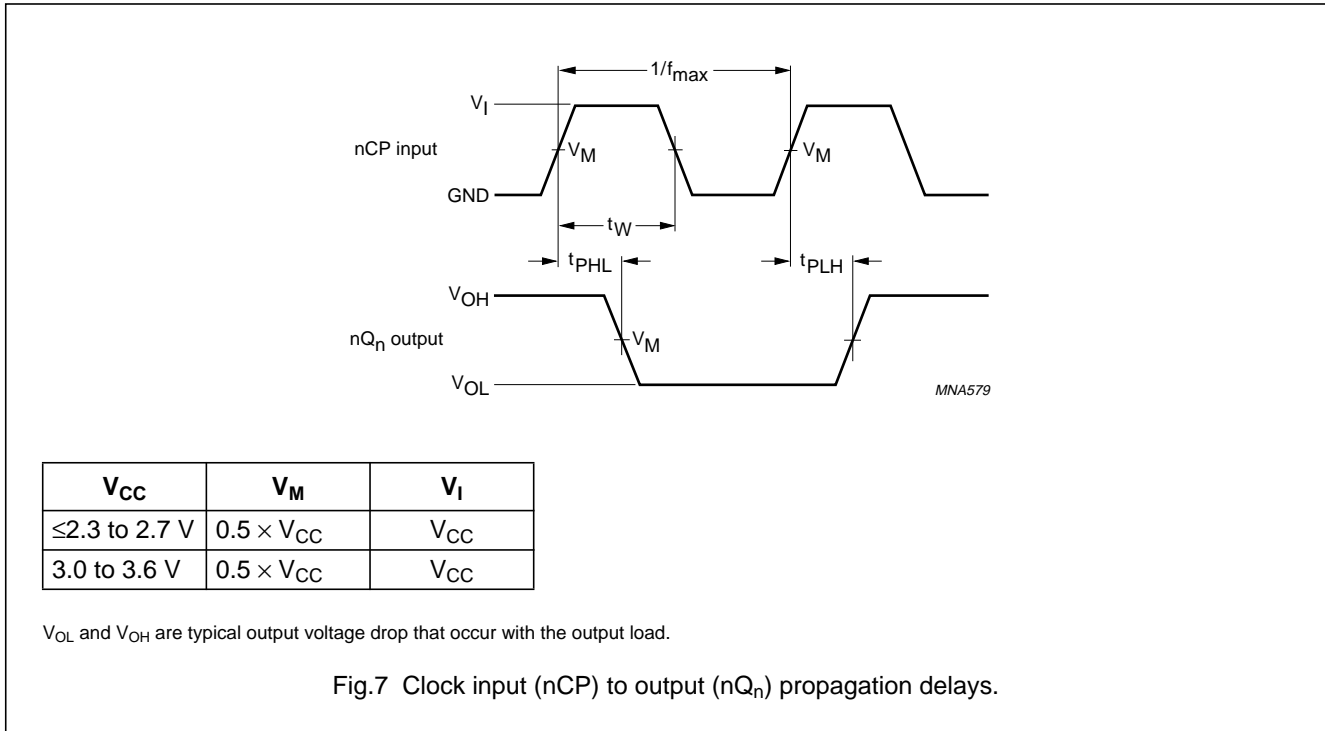 1/fmax
VI
nCP input
VM
VM
GND
tW
tPHL
tPLH
VOH
nQn output
VM
VOL
MNA579
VCC VM VI
≤2.3 to 2.7 V 0.5 × VCC VCC
3.0 to 3.6 V 0.5 × VCC VCC
VOL and VOH are typical output voltage drop that occur with the output load.
Fig.7 Clock input (nCP) to output (nQn) propagation delays.